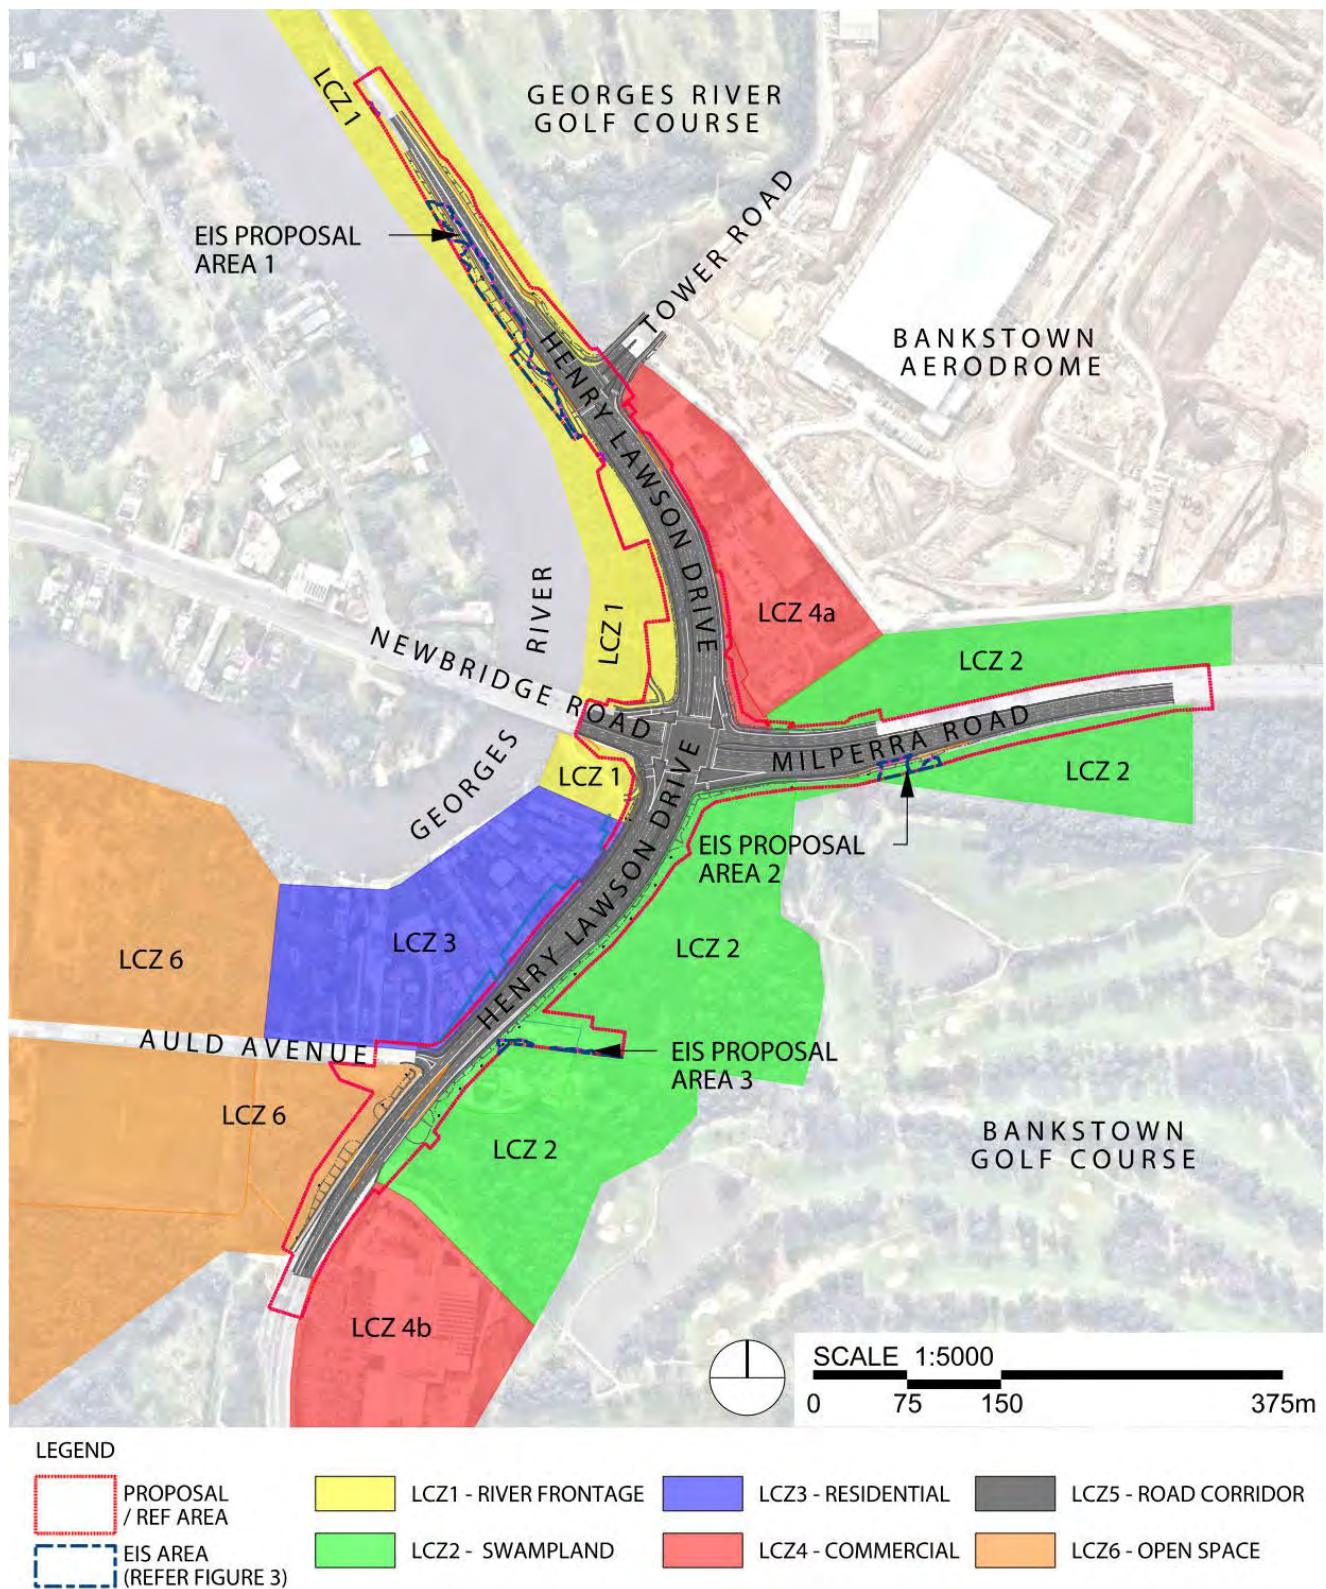 LCZ 1
GEORGES RIVER
GOLF COURSE
TOWER ROAD
EIS PROPOSAL
AREA 1
BANKSTOWN
AERODROME
HENRY LAWSON DRIVE
LCZ 4a
LCZ 1
RIVER
NEWBRIDGE ROAD
LCZ 2
MILPERRA ROAD
LCZ 2
GEORGES
LCZ 1
EIS PROPOSAL
AREA 2
HENRY LAWSON DRIVE
LCZ 3
LCZ 6
LCZ 2
AULD AVENUE
EIS PROPOSAL
AREA 3
LCZ 6
LCZ 2
BANKSTOWN
GOLF COURSE
LCZ 4b
SCALE 1:5000
0 75 150 375m
LEGEND
PROPOSAL
/ REF AREA
EIS AREA
(REFER FIGURE 3)
LCZ1 - RIVER FRONTAGE
LCZ2 - SWAMPLAND
LCZ3 - RESIDENTIAL
LCZ4 - COMMERCIAL
LCZ5 - ROAD CORRIDOR
LCZ6 - OPEN SPACE